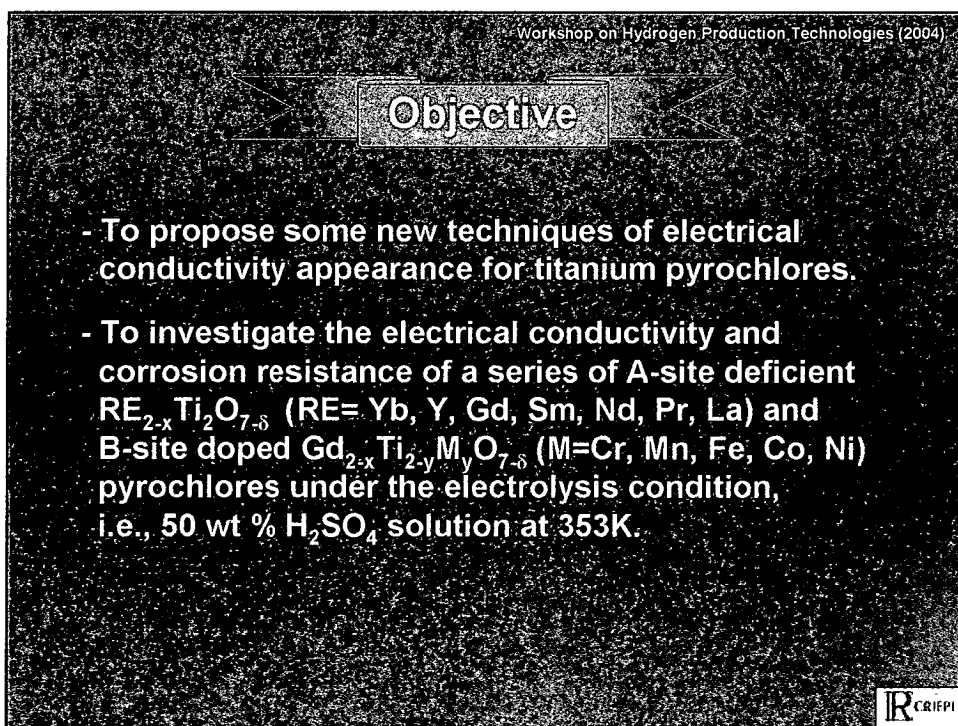 Workshop on Hydrogen Production Technologies (2004)
Objective
- To propose some new techniques of electrical
conductivity appearance for titanium pyrochlores.
- To investigate the electrical conductivity and
corrosion resistance of a series of A-site deficient
RE₂₋ₓTi₂O₇₋δ (RE= Yb, Y, Gd, Sm, Nd, Pr, La) and
B-site doped Gd₂₋ₓTi₂₋yMyO₇₋δ (M=Cr, Mn, Fe, Co, Ni)
pyrochlores under the electrolysis condition,
i.e., 50 wt % H₂SO₄ solution at 353K.
CRIEPI